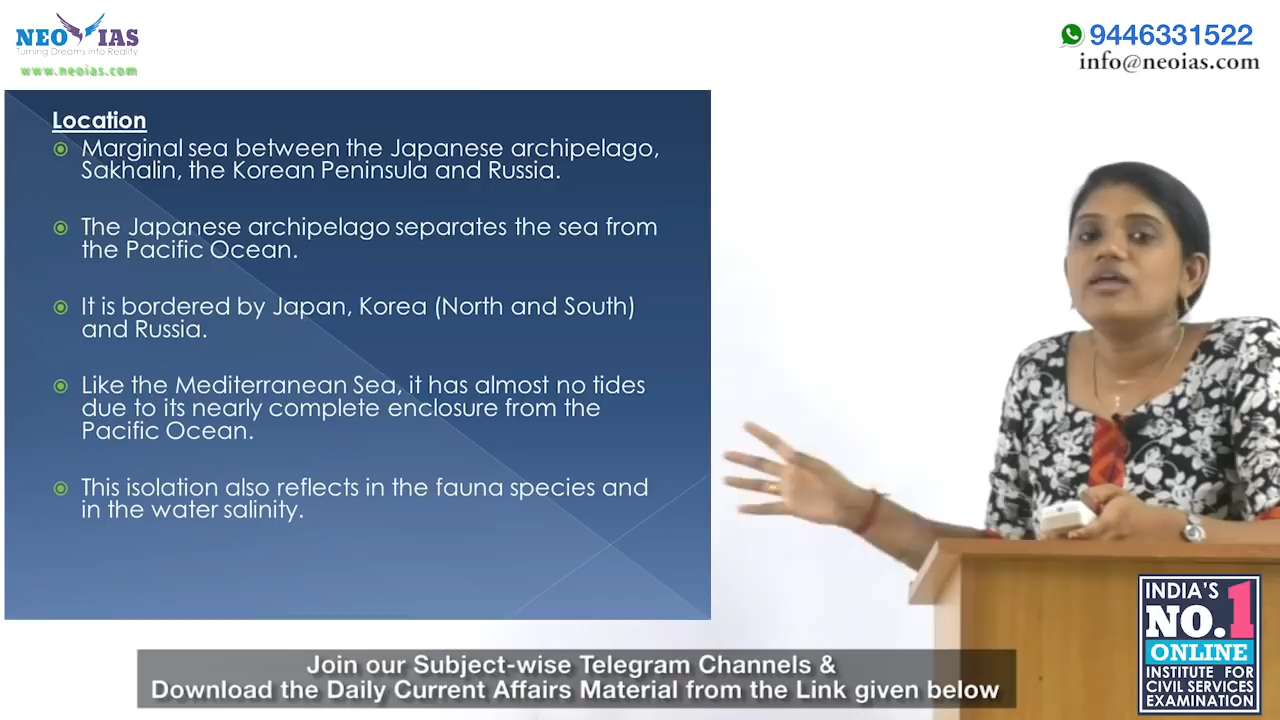 NEO IAS
Turning Dreams into Reality
www.neoias.com
9446331522
info@neoias.com
Location
Marginal sea between the Japanese archipelago,
Sakhalin, the Korean Peninsula and Russia.
The Japanese archipelago separates the sea from
the Pacific Ocean.
It is bordered by Japan, Korea (North and South)
and Russia.
Like the Mediterranean Sea, it has almost no tides
due to its nearly complete enclosure from the
Pacific Ocean.
This isolation also reflects in the fauna species and
in the water salinity.
INDIA'S
NO.1
ONLINE
INSTITUTE FOR
CIVIL SERVICES
EXAMINATION
Join our Subject-wise Telegram Channels &
Download the Daily Current Affairs Material from the Link given below